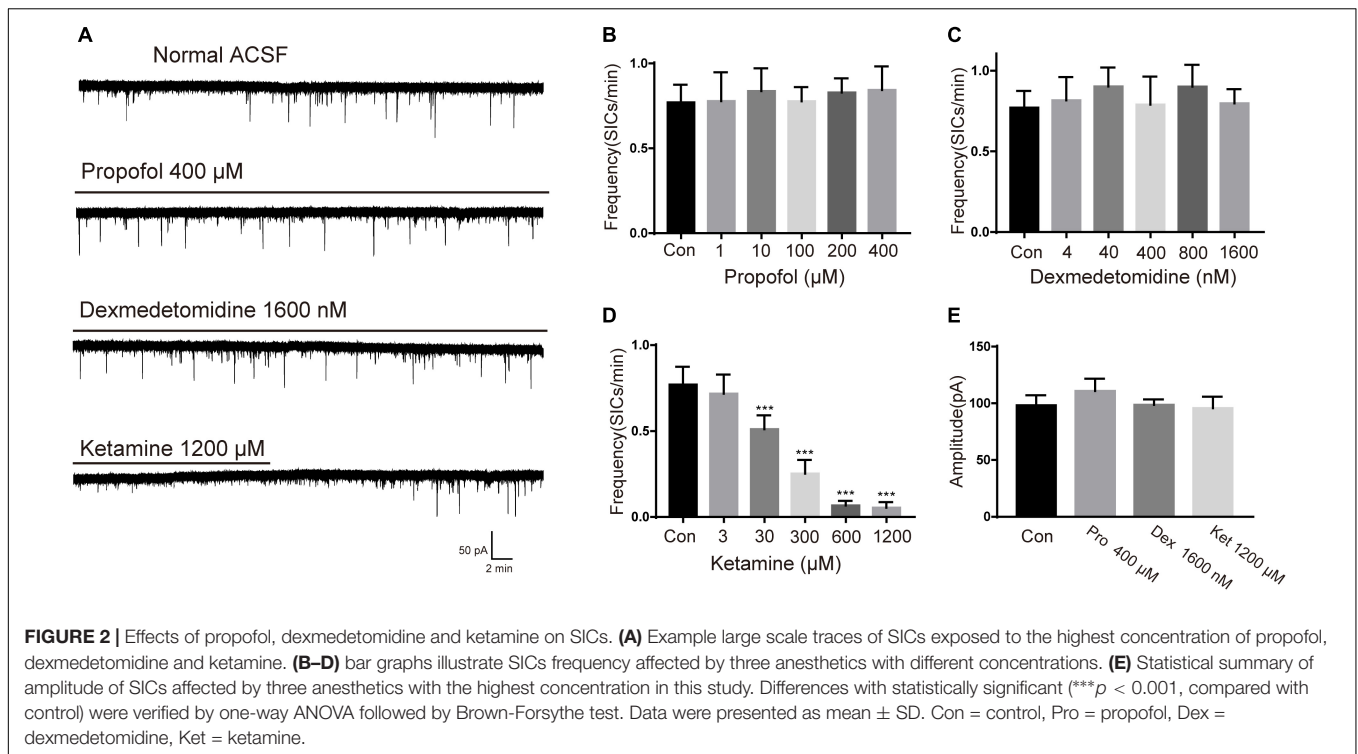 A
Normal ACSF
Propofol 400 µM
Dexmedetomidine 1600 nM
Ketamine 1200 µM
50 pA
2 min
B
Frequency(SICs/min)
1.0
0.5
0.0
Con 1 10 100 200 400
Propofol (µM)
C
Frequency(SICs/min)
1.0
0.5
0.0
Con 4 40 400 800 1600
Dexmedetomidine (nM)
D
Frequency(SICs/min)
1.0
0.5
0.0
*** *** *** ***
Con 3 30 300 600 1200
Ketamine (µM)
E
Amplitude(pA)
150
100
50
0
Con
Pro 400 µM
Dex 1600 nM
Ket 1200 µM
FIGURE 2 | Effects of propofol, dexmedetomidine and ketamine on SICs. (A) Example large scale traces of SICs exposed to the highest concentration of propofol,
dexmedetomidine and ketamine. (B–D) bar graphs illustrate SICs frequency affected by three anesthetics with different concentrations. (E) Statistical summary of
amplitude of SICs affected by three anesthetics with the highest concentration in this study. Differences with statistically significant (***p < 0.001, compared with
control) were verified by one-way ANOVA followed by Brown-Forsythe test. Data were presented as mean ± SD. Con = control, Pro = propofol, Dex =
dexmedetomidine, Ket = ketamine.